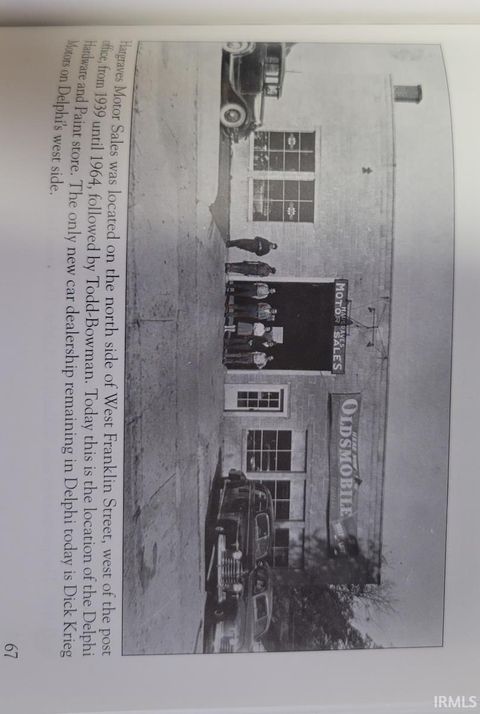 HARGRAVES
MOTOR SALES
OLDSMOBILE
Hargraves Motor Sales was located on the north side of West Franklin Street, west of the post
office, from 1939 until 1964, followed by Todd-Bowman. Today this is the location of the Delphi
Hardware and Paint store. The only new car dealership remaining in Delphi today is Dick Krieg
Motors on Delphi's west side.
67
IRMLS